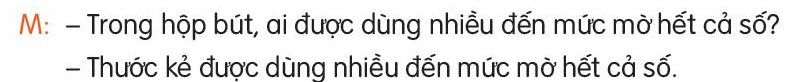 M: – Trong hộp bút, ai được dùng nhiều đến mức mờ hết cả số?
– Thước kẻ được dùng nhiều đến mức mờ hết cả số.